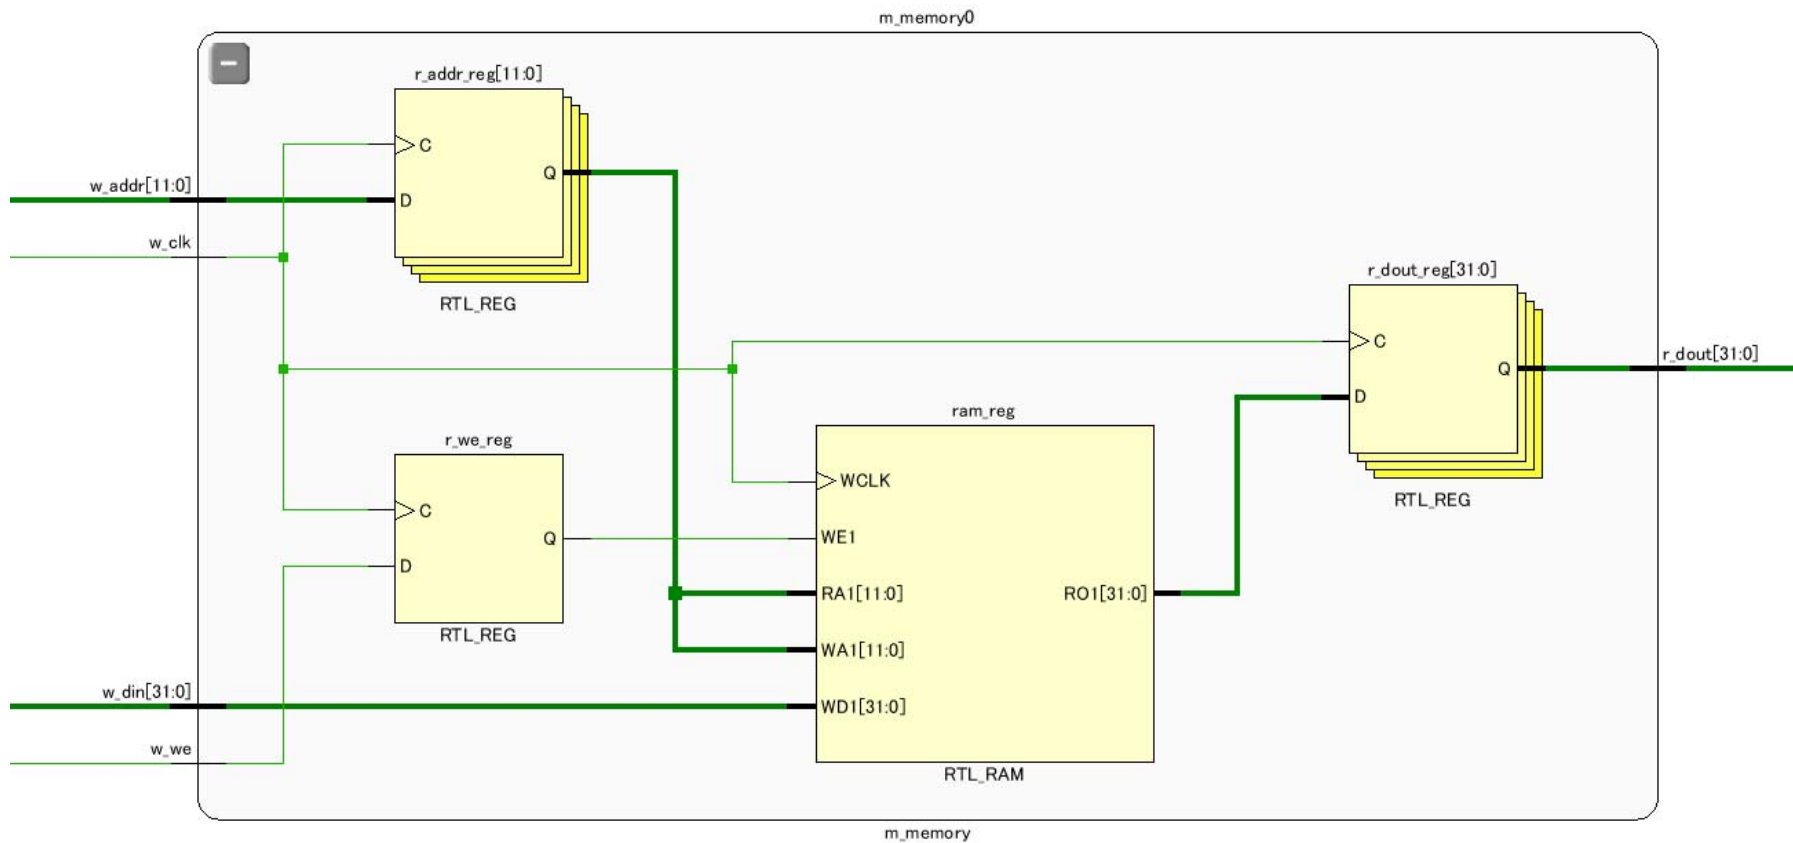 m_memory0
−
r_addr_reg[11:0]
C
Q
D
RTL_REG
w_addr[11:0]
w_clk
r_dout_reg[31:0]
C
Q
D
RTL_REG
r_dout[31:0]
r_we_reg
C
Q
D
RTL_REG
ram_reg
WCLK
WE1
RA1[11:0]
RO1[31:0]
WA1[11:0]
WD1[31:0]
RTL_RAM
w_din[31:0]
w_we
m_memory